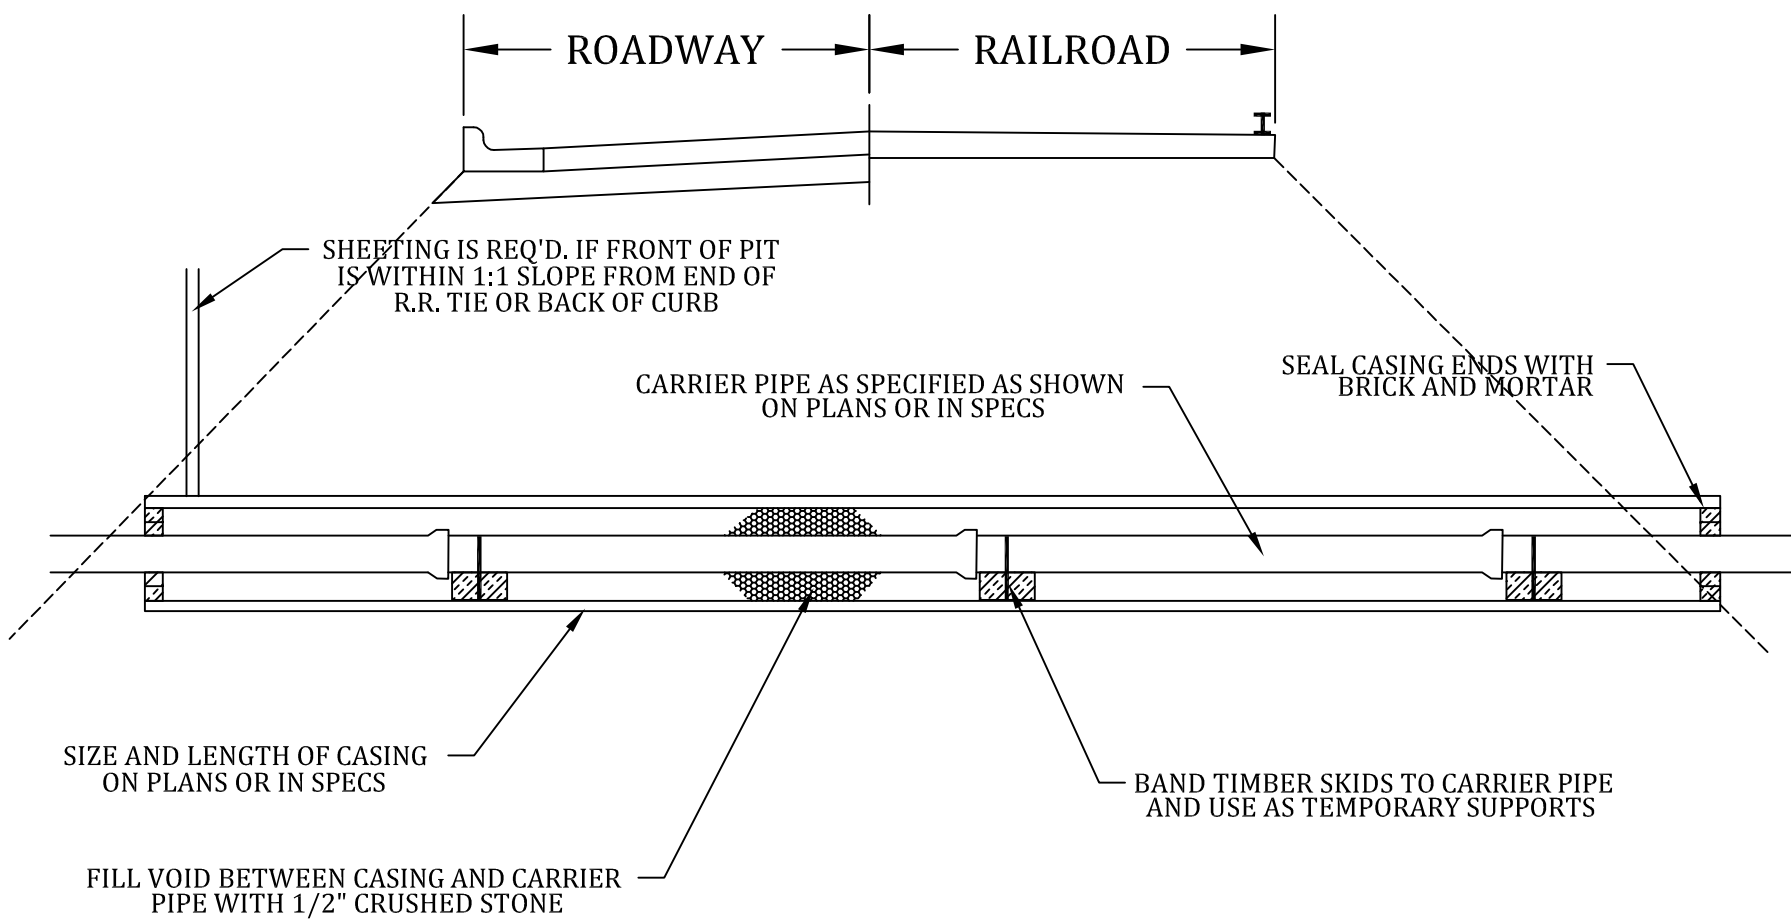 ROADWAY
RAILROAD
SHEETING IS REQ'D. IF FRONT OF PIT
IS WITHIN 1:1 SLOPE FROM END OF
R.R. TIE OR BACK OF CURB
SEAL CASING ENDS WITH
BRICK AND MORTAR
CARRIER PIPE AS SPECIFIED AS SHOWN
ON PLANS OR IN SPECS
SIZE AND LENGTH OF CASING
ON PLANS OR IN SPECS
BAND TIMBER SKIDS TO CARRIER PIPE
AND USE AS TEMPORARY SUPPORTS
FILL VOID BETWEEN CASING AND CARRIER
PIPE WITH 1/2" CRUSHED STONE